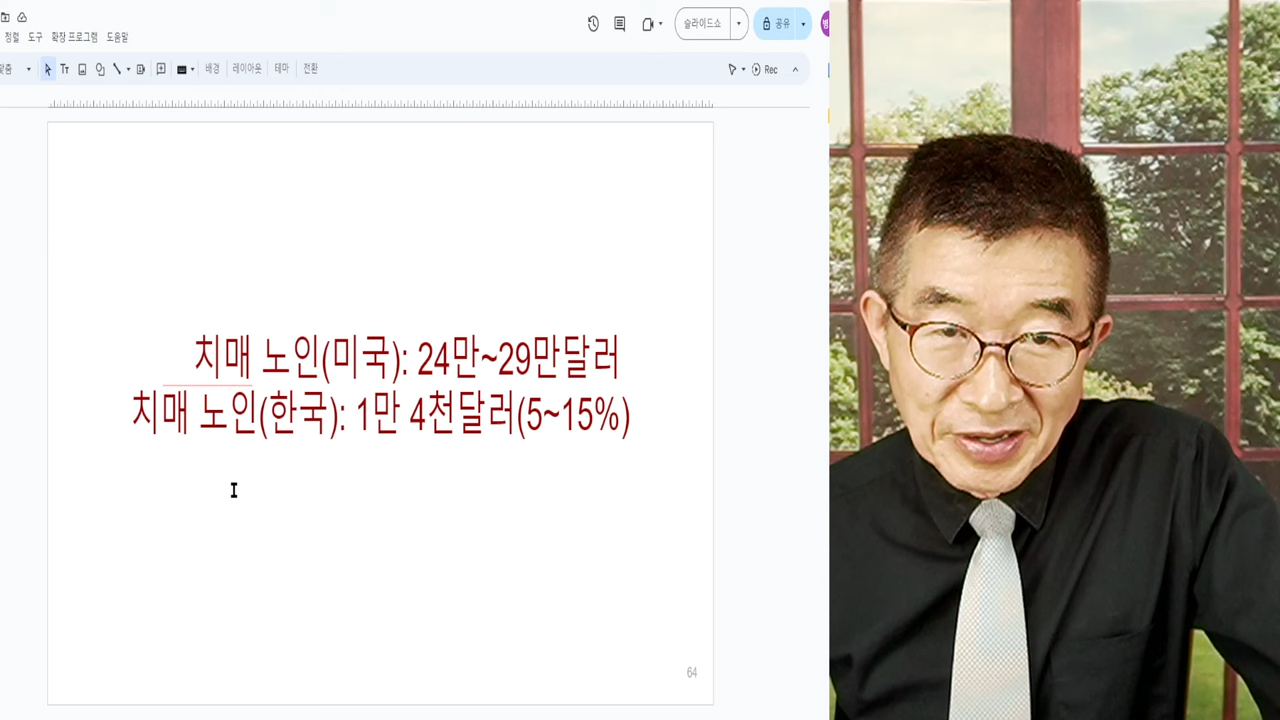 정렬 도구 확장 프로그램 도움말
슬라이드쇼
공유
맞춤
Tт
배경 레이아웃 테마 전환
Rec
치매 노인(미국): 24만~29만달러
치매 노인(한국): 1만 4천달러(5~15%)
64